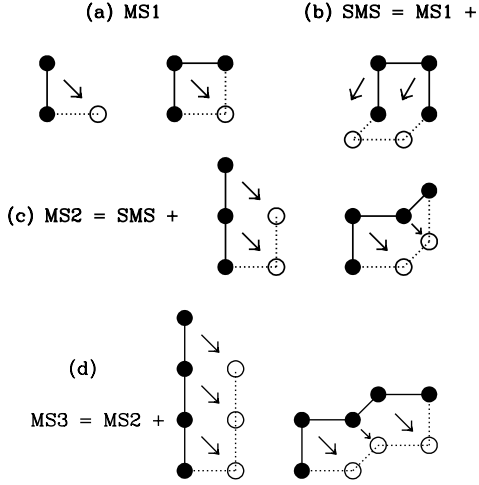 (a) MS1
(b) SMS = MS1 +
(c) MS2 = SMS +
(d)
MS3 = MS2 +